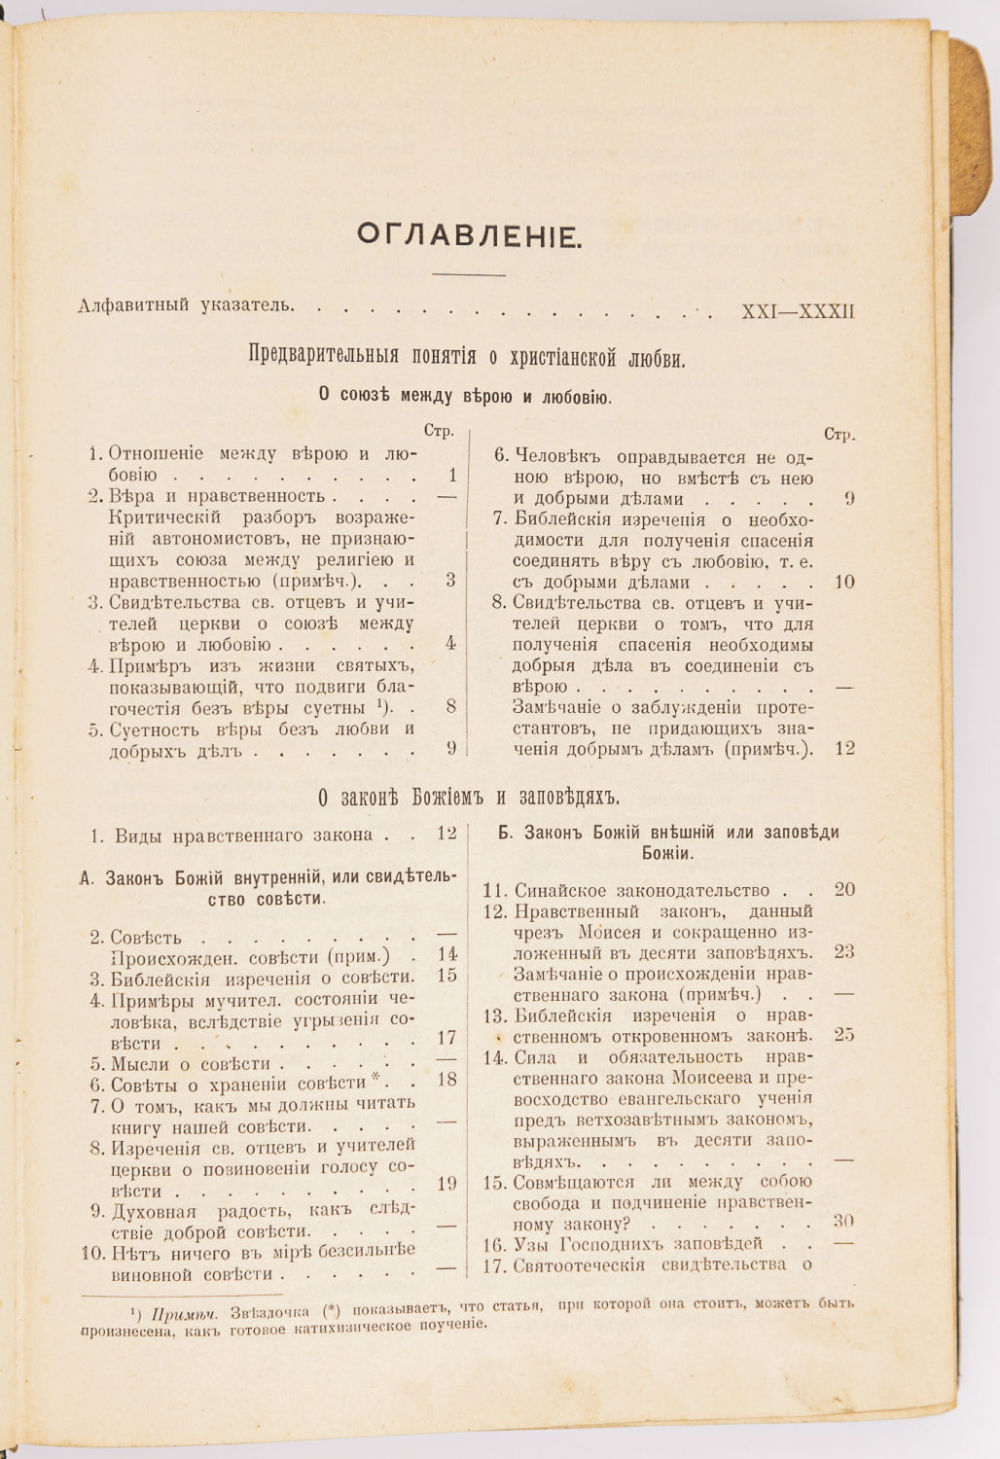 ОГЛАВЛЕНІЕ.
Алфавитный указатель. . . . . . . . . . . . . . . . . . XXI—XXXII
Предварительныя понятія о христіанской любви.
О союзѣ между вѣрою и любовію.
Стр.
1. Отношеніе между вѣрою и лю-
бовію . . . . . . . . . . 1
2. Вѣра и нравственность . . . . —
Критическій разборъ возраже-
ній автономистовъ, не признаю-
щихъ союза между религіею и
нравственностью (примѣч.). . . 3
3. Свидѣтельства св. отцевъ и учи-
телей церкви о союзѣ между
вѣрою и любовію . . . . . . 4
4. Примѣръ изъ жизни святыхъ,
показывающій, что подвиги бла-
гочестія безъ вѣры суетны ¹). . 8
5. Суетность вѣры безъ любви и
добрыхъ дѣлъ . . . . . . . 9
Стр.
6. Человѣкъ оправдывается не од-
ною вѣрою, но вмѣстѣ съ нею
и добрыми дѣлами . . . . . 9
7. Библейскія изреченія о необхо-
димости для полученія спасенія
соединять вѣру съ любовію, т. е.
съ добрыми дѣлами . . . . . 10
8. Свидѣтельства св. отцевъ и учи-
телей церкви о томъ, что для
полученія спасенія необходимы
добрыя дѣла въ соединеніи съ
вѣрою . . . . . . . . . . —
Замѣчаніе о заблужденіи проте-
стантовъ, не придающихъ зна-
ченія добрымъ дѣламъ (примѣч.). 12
О законѣ Божіемъ и заповѣдяхъ.
1. Виды нравственнаго закона . . 12
А. Законъ Божій внутренній, или свидѣтель-
ство совѣсти.
2. Совѣсть . . . . . . . . . —
Происхожден. совѣсти (прим.) . 14
3. Библейскія изреченія о совѣсти. 15
4. Примѣры мучител. состояніи че-
ловѣка, вслѣдствіе угрызенія со-
вѣсти . . . . . . . . . . 17
5. Мысли о совѣсти . . . . . . —
6. Совѣты о храненіи совѣсти *. . 18
7. О томъ, какъ мы должны читать
книгу нашей совѣсти. . . . . —
8. Изреченія св. отцевъ и учителей
церкви о повиновеніи голосу со-
вѣсти . . . . . . . . . . 19
9. Духовная радость, какъ слѣд-
ствіе доброй совѣсти. . . . . —
10. Нѣтъ ничего въ мірѣ безсильнѣе
виновной совѣсти . . . . . . —
Б. Законъ Божій внѣшній или заповѣди
Божіи.
11. Синайское законодательство . . 20
12. Нравственный законъ, данный
чрезъ Моисея и сокращенно из-
ложенный въ десяти заповѣдяхъ. 23
Замѣчаніе о происхожденіи нрав-
ственнаго закона (примѣч.) . . —
13. Библейскія изреченія о нрав-
ственномъ откровенномъ законѣ. 25
14. Сила и обязательность нрав-
ственнаго закона Моисеева и пре-
восходство евангельскаго ученія
предъ ветхозавѣтнымъ закономъ,
выраженнымъ въ десяти запо-
вѣдяхъ. . . . . . . . . . —
15. Совмѣщаются ли между собою
свобода и подчиненіе нравствен-
ному закону? . . . . . . . 30
16. Узы Господнихъ заповѣдей . . —
17. Святоотеческія свидѣтельства о
¹) Примѣч. Звѣздочка (*) показываетъ, что статья, при которой она стоитъ, можетъ быть
произнесена, какъ готовое катихизическое поученіе.